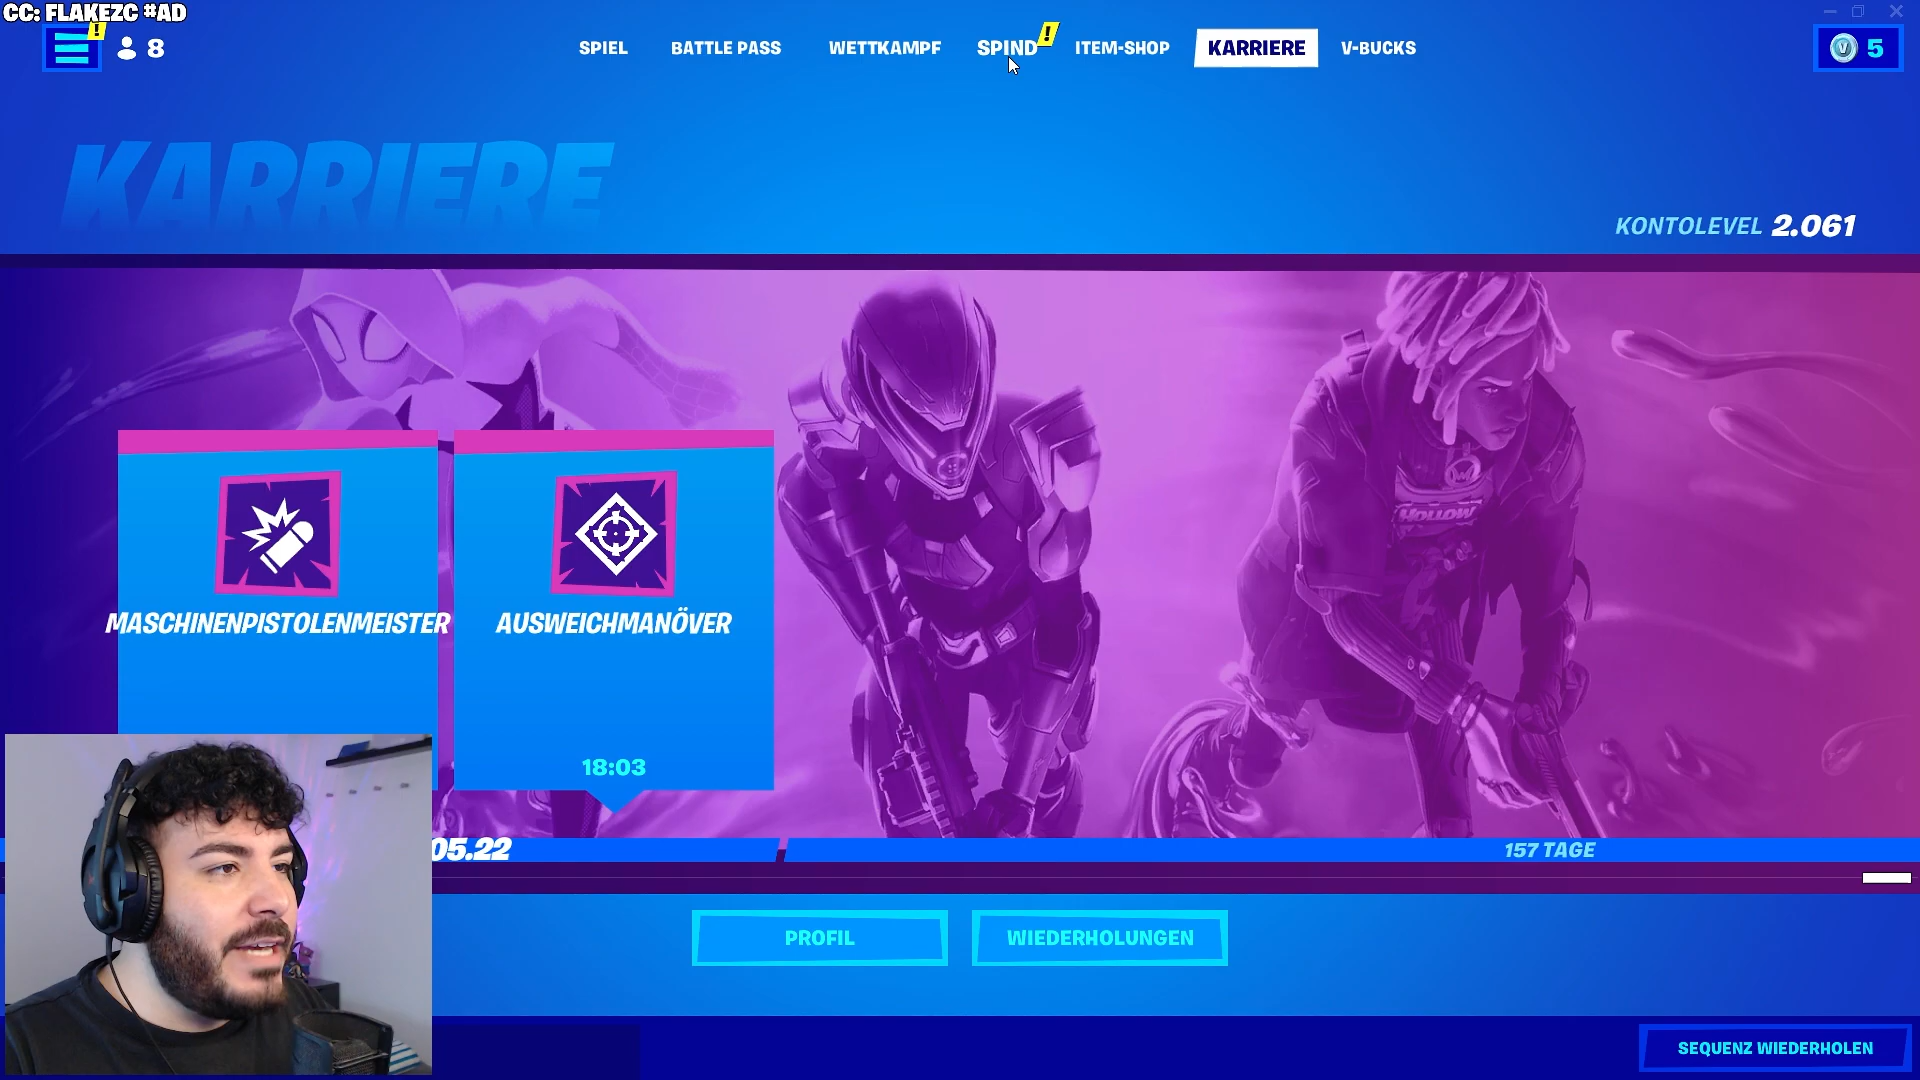 CC: FLAKEZC #AD
!
8
SPIEL
BATTLE PASS
WETTKAMPF
SPIND
!
ITEM-SHOP
KARRIERE
V-BUCKS
V
5
KARRIERE
KONTOLEVEL 2.061
HOLLOW
MASCHINENPISTOLENMEISTER
AUSWEICHMANÖVER
18:03
05.22
157 TAGE
PROFIL
WIEDERHOLUNGEN
SEQUENZ WIEDERHOLEN